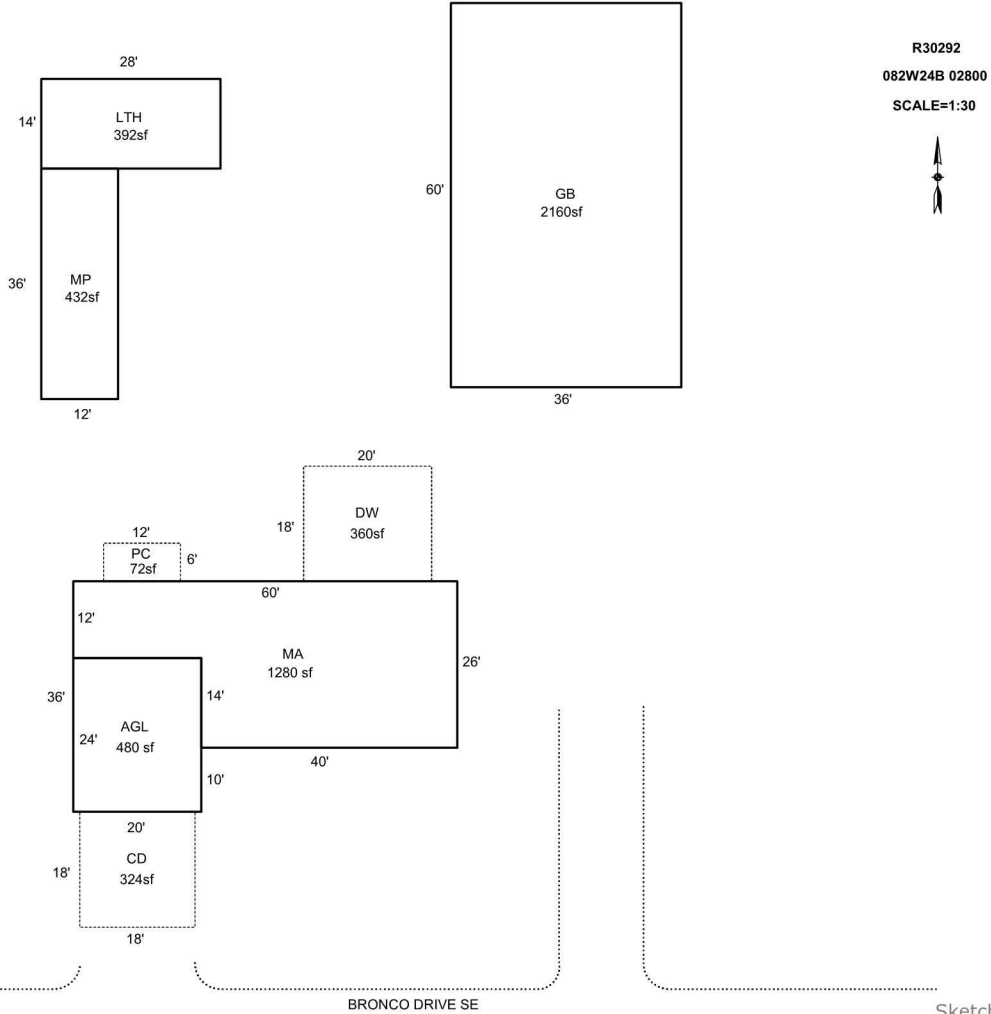 R30292
082W24B 02800
SCALE=1:30
28'
14'
LTH
392sf
36'
MP
432sf
12'
60'
GB
2160sf
36'
20'
18'
DW
360sf
12'
PC
72sf
6'
60'
12'
MA
1280 sf
26'
36'
14'
AGL
480 sf
24'
40'
10'
20'
CD
18'
324sf
18'
BRONCO DRIVE SE
Sketch